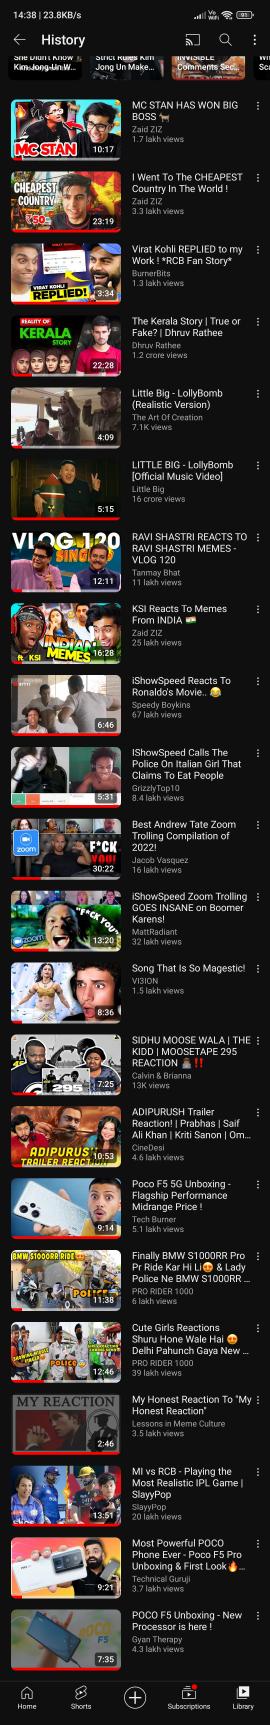 14:38 | 23.8KB/s
Vo
WiFi
91
History
She Didn't Know
Kim Jong Un W...
Strict Rules Kim
Jong Un Make...
INVISIBLE
Comments Sec...
MC STAN
10:17
MC STAN HAS WON BIG
BOSS 🐐
Zaid ZIZ
1.7 lakh views
CHEAPEST
COUNTRY
₹50
23:19
I Went To The CHEAPEST
Country In The World !
Zaid ZIZ
3.3 lakh views
VIRAT KOHLI
REPLIED!
3:34
Virat Kohli REPLIED to my
Work ! *RCB Fan Story*
BurnerBits
1.3 lakh views
REALITY OF
KERALA
STORY
22:28
The Kerala Story | True or
Fake? | Dhruv Rathee
Dhruv Rathee
1.2 crore views
4:09
Little Big - LollyBomb
(Realistic Version)
The Art Of Creation
7.1K views
5:15
LITTLE BIG - LollyBomb
[Official Music Video]
Little Big
16 crore views
VLOG 120
12:11
RAVI SHASTRI REACTS TO
RAVI SHASTRI MEMES -
VLOG 120
Tanmay Bhat
11 lakh views
ft. KSI
INDIAN
MEMES
16:28
KSI Reacts To Memes
From INDIA 🇮🇳
Zaid ZIZ
25 lakh views
6:46
iShowSpeed Reacts To
Ronaldo's Movie.. 😂
Speedy Boykins
67 lakh views
5:31
IShowSpeed Calls The
Police On Italian Girl That
Claims To Eat People
GrizzlyTop10
8.4 lakh views
zoom
F*CK
YOU!
30:22
Best Andrew Tate Zoom
Trolling Compilation of
2022!
Jacob Vasquez
16 lakh views
zoom
"F*CK YOU"
13:20
iShowSpeed Zoom Trolling
GOES INSANE on Boomer
Karens!
MattRadiant
32 lakh views
8:36
Song That Is So Magestic!
VI3ION
1.5 lakh views
295
7:25
SIDHU MOOSE WALA | THE
KIDD | MOOSETAPE 295
REACTION 🙏🏿‼️
Calvin & Brianna
13K views
ADIPURUSH
TRAILER REACTION
10:53
ADIPURUSH Trailer
Reaction! | Prabhas | Saif
Ali Khan | Kriti Sanon | Om...
CineDesi
4.6 lakh views
9:14
Poco F5 5G Unboxing -
Flagship Performance
Midrange Price !
Tech Burner
5.1 lakh views
BMW S1000RR RIDE
POLICE
11:38
Finally BMW S1000RR Pro
Pr Ride Kar Hi Li😍 & Lady
Police Ne BMW S1000RR ...
PRO RIDER 1000
6 lakh views
POLICE
12:46
Cute Girls Reactions
Shuru Hone Wale Hai 😍
Delhi Pahunch Gaya New ...
PRO RIDER 1000
39 lakh views
MY REACTION
2:46
My Honest Reaction To "My
Honest Reaction"
Lessons in Meme Culture
3.5 lakh views
13:51
MI vs RCB - Playing the
Most Realistic IPL Game |
SlayyPop
SlayyPop
20 lakh views
9:21
Most Powerful POCO
Phone Ever - Poco F5 Pro
Unboxing & First Look🔥...
Technical Guruji
3.7 lakh views
POCO
F5
7:35
POCO F5 Unboxing - New
Processor is here !
Gyan Therapy
4.3 lakh views
Home
Shorts
Subscriptions
Library